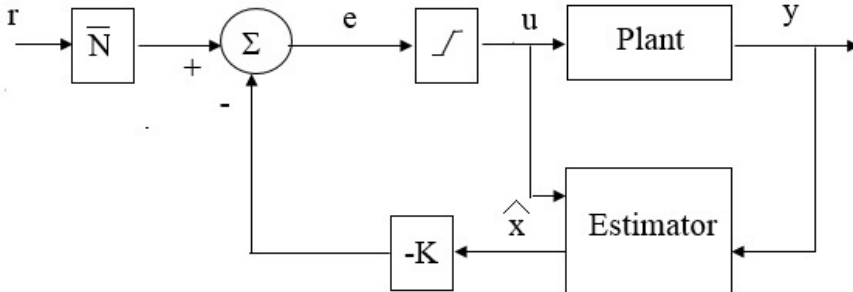 r
N̅
+
-
Σ
e
u
Plant
y
x̂
-K
Estimator